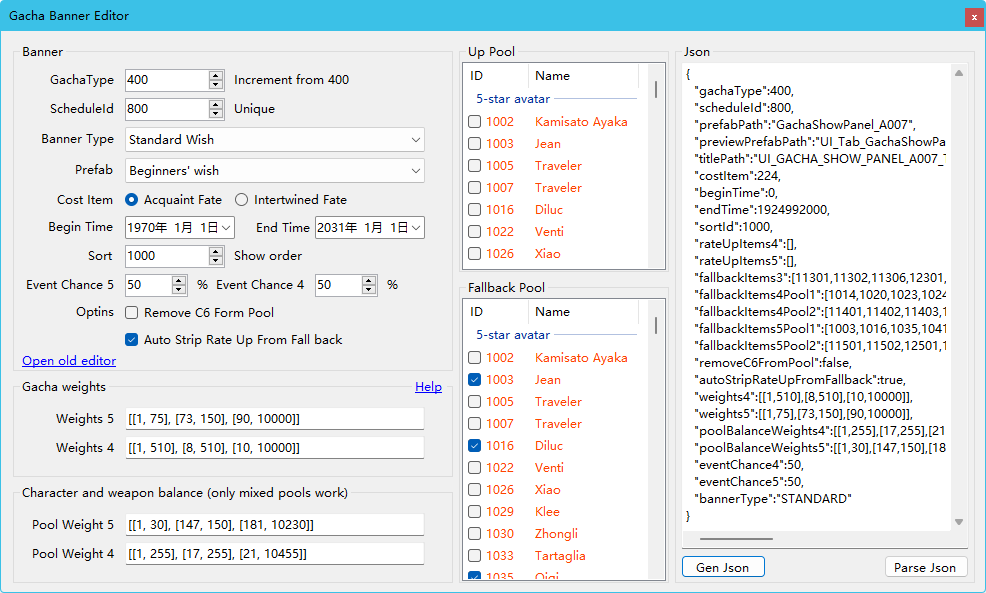 Gacha Banner Editor
x
Banner
GachaType 400 Increment from 400
ScheduleId 800 Unique
Banner Type Standard Wish
Prefab Beginners' wish
Cost Item Acquaint Fate Intertwined Fate
Begin Time 1970年 1月 1日 End Time 2031年 1月 1日
Sort 1000 Show order
Event Chance 5 50 % Event Chance 4 50 %
Optins Remove C6 Form Pool
Auto Strip Rate Up From Fall back
Open old editor
Gacha weights Help
Weights 5 [[1, 75], [73, 150], [90, 10000]]
Weights 4 [[1, 510], [8, 510], [10, 10000]]
Character and weapon balance (only mixed pools work)
Pool Weight 5 [[1, 30], [147, 150], [181, 10230]]
Pool Weight 4 [[1, 255], [17, 255], [21, 10455]]
Up Pool
ID Name
5-star avatar
1002 Kamisato Ayaka
1003 Jean
1005 Traveler
1007 Traveler
1016 Diluc
1022 Venti
1026 Xiao
Fallback Pool
ID Name
5-star avatar
1002 Kamisato Ayaka
1003 Jean
1005 Traveler
1007 Traveler
1016 Diluc
1022 Venti
1026 Xiao
1029 Klee
1030 Zhongli
1033 Tartaglia
1035 Qiqi
Json
{
"gachaType":400,
"scheduleId":800,
"prefabPath":"GachaShowPanel_A007",
"previewPrefabPath":"UI_Tab_GachaShowPa
"titlePath":"UI_GACHA_SHOW_PANEL_A007_T
"costItem":224,
"beginTime":0,
"endTime":1924992000,
"sortId":1000,
"rateUpItems4":[],
"rateUpItems5":[],
"fallbackItems3":[11301,11302,11306,12301,
"fallbackItems4Pool1":[1014,1020,1023,1024
"fallbackItems4Pool2":[11401,11402,11403,1
"fallbackItems5Pool1":[1003,1016,1035,1041
"fallbackItems5Pool2":[11501,11502,12501,1
"removeC6FromPool":false,
"autoStripRateUpFromFallback":true,
"weights4":[[1,510],[8,510],[10,10000]],
"weights5":[[1,75],[73,150],[90,10000]],
"poolBalanceWeights4":[[1,255],[17,255],[21
"poolBalanceWeights5":[[1,30],[147,150],[18
"eventChance4":50,
"eventChance5":50,
"bannerType":"STANDARD"
}
Gen Json Parse Json